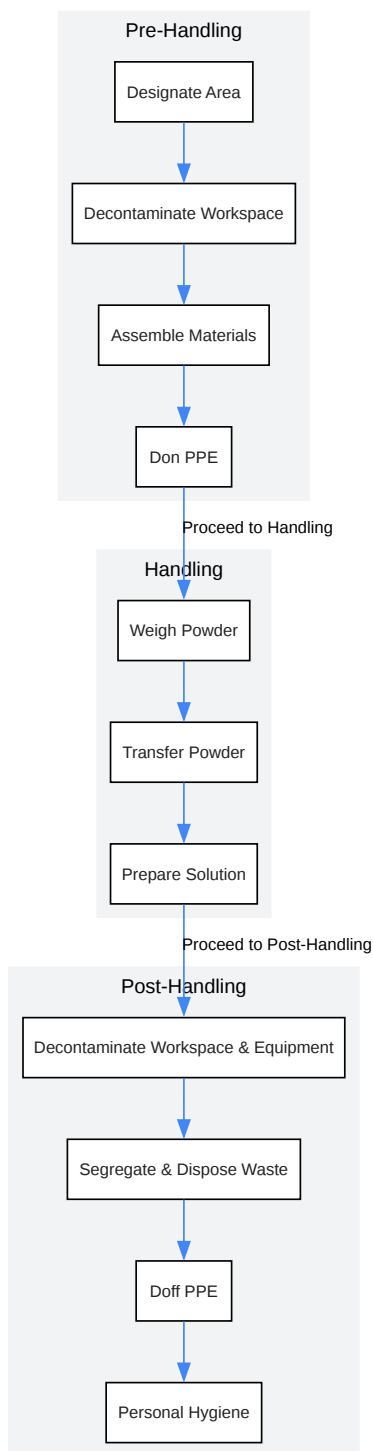 Pre-Handling
Designate Area
Decontaminate Workspace
Assemble Materials
Don PPE
Proceed to Handling
Handling
Weigh Powder
Transfer Powder
Prepare Solution
Proceed to Post-Handling
Post-Handling
Decontaminate Workspace & Equipment
Segregate & Dispose Waste
Doff PPE
Personal Hygiene